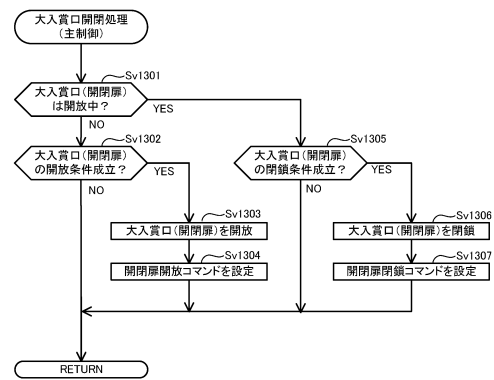 大入賞口開閉処理
(主制御)
Sv1301
大入賞口(開閉扉)
は開放中?
YES
NO
Sv1302
大入賞口(開閉扉)
の開放条件成立?
YES
NO
Sv1305
大入賞口(開閉扉)
の閉鎖条件成立?
YES
NO
Sv1303
大入賞口(開閉扉)を開放
Sv1304
開閉扉開放コマンドを設定
Sv1306
大入賞口(開閉扉)を閉鎖
Sv1307
開閉扉閉鎖コマンドを設定
RETURN